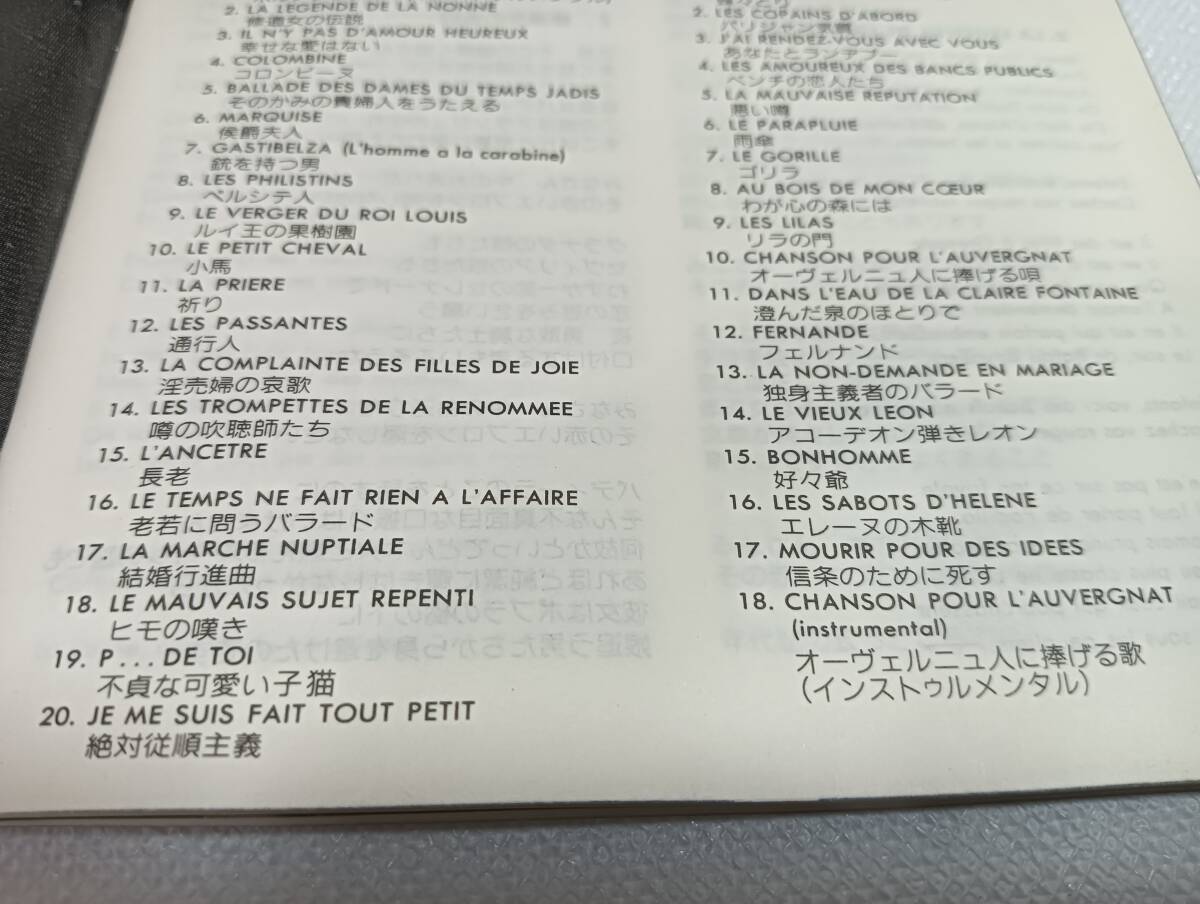 2. LA LEGENDE DE LA NONNE
修道女の伝説
3. IL N'Y PAS D'AMOUR HEUREUX
幸せな愛はない
4. COLOMBINE
コロンビーヌ
5. BALLADE DES DAMES DU TEMPS JADIS
そのかみの貴婦人をうたえる
6. MARQUISE
侯爵夫人
7. GASTIBELZA (L'homme a la carabine)
銃を持つ男
8. LES PHILISTINS
ペルシテ人
9. LE VERGER DU ROI LOUIS
ルイ王の果樹園
10. LE PETIT CHEVAL
小馬
11. LA PRIERE
祈り
12. LES PASSANTES
通行人
13. LA COMPLAINTE DES FILLES DE JOIE
淫売婦の哀歌
14. LES TROMPETTES DE LA RENOMMEE
噂の吹聴師たち
15. L'ANCETRE
長老
16. LE TEMPS NE FAIT RIEN A L'AFFAIRE
老若に問うバラード
17. LA MARCHE NUPTIALE
結婚行進曲
18. LE MAUVAIS SUJET REPENTI
ヒモの嘆き
19. P...DE TOI
不貞な可愛い子猫
20. JE ME SUIS FAIT TOUT PETIT
絶対従順主義
2. LES COPAINS D'ABORD
パリジャン気質
3. J'AI RENDEZ-VOUS AVEC VOUS
あなたとランデブー
4. LES AMOUREUX DES BANCS PUBLICS
ベンチの恋人たち
5. LA MAUVAISE REPUTATION
悪い噂
6. LE PARAPLUIE
雨傘
7. LE GORILLE
ゴリラ
8. AU BOIS DE MON CŒUR
わが心の森には
9. LES LILAS
リラの門
10. CHANSON POUR L'AUVERGNAT
オーヴェルニュ人に捧げる唄
11. DANS L'EAU DE LA CLAIRE FONTAINE
澄んだ泉のほとりで
12. FERNANDE
フェルナンド
13. LA NON-DEMANDE EN MARIAGE
独身主義者のバラード
14. LE VIEUX LEON
アコーデオン弾きレオン
15. BONHOMME
好々爺
16. LES SABOTS D'HELENE
エレーヌの木靴
17. MOURIR POUR DES IDEES
信条のために死す
18. CHANSON POUR L'AUVERGNAT
(instrumental)
オーヴェルニュ人に捧げる歌
(インストゥルメンタル)